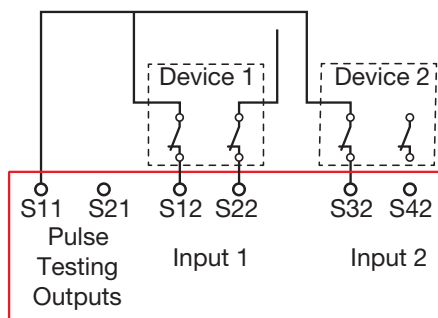 Device 1
Device 2
S11
S21
S12
S22
S32
S42
Pulse
Testing
Outputs
Input 1
Input 2